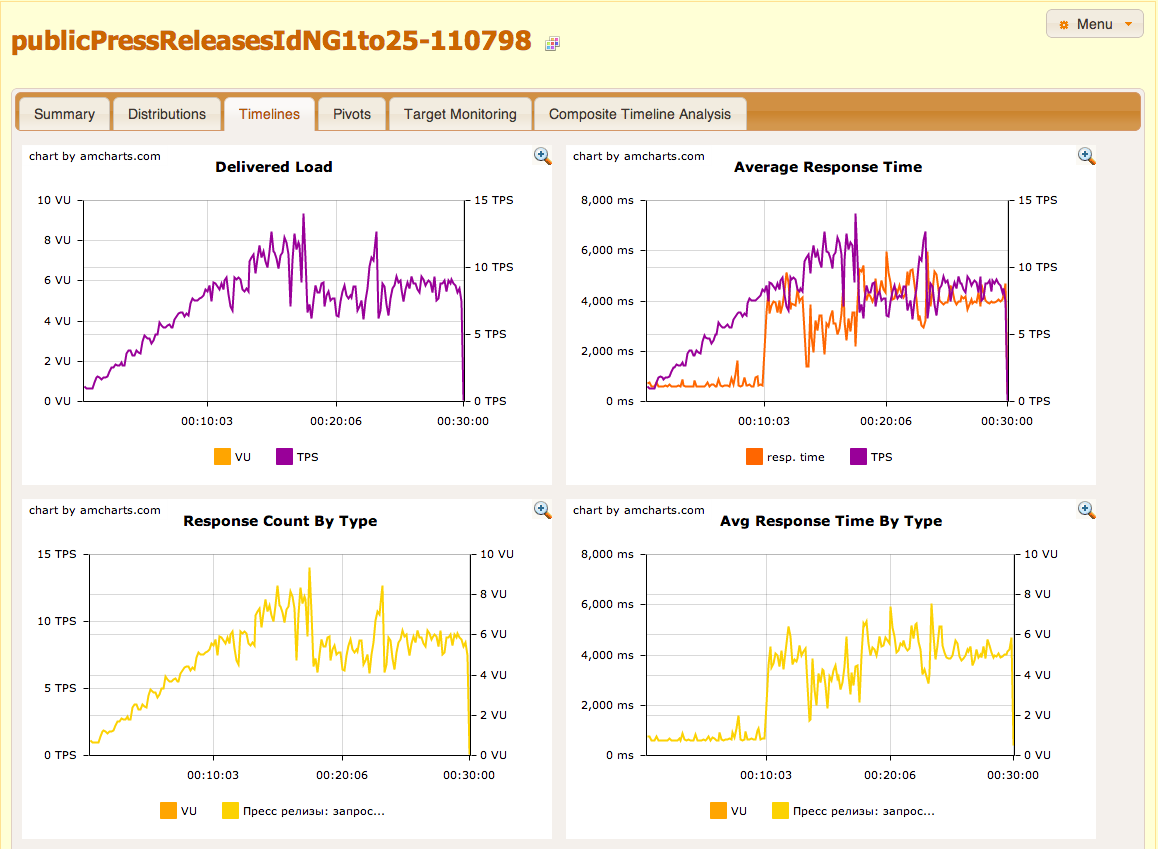 publicPressReleasesIdNG1to25-110798
Menu
Summary Distributions Timelines Pivots Target Monitoring Composite Timeline Analysis
chart by amcharts.com
Delivered Load
10 VU
8 VU
6 VU
4 VU
2 VU
0 VU
15 TPS
10 TPS
5 TPS
0 TPS
00:10:03 00:20:06 00:30:00
VU TPS
chart by amcharts.com
Average Response Time
8,000 ms
6,000 ms
4,000 ms
2,000 ms
0 ms
15 TPS
10 TPS
5 TPS
0 TPS
00:10:03 00:20:06 00:30:00
resp. time TPS
chart by amcharts.com
Response Count By Type
15 TPS
10 TPS
5 TPS
0 TPS
10 VU
8 VU
6 VU
4 VU
2 VU
0 VU
00:10:03 00:20:06 00:30:00
VU Пресс релизы: запрос...
chart by amcharts.com
Avg Response Time By Type
8,000 ms
6,000 ms
4,000 ms
2,000 ms
0 ms
10 VU
8 VU
6 VU
4 VU
2 VU
0 VU
00:10:03 00:20:06 00:30:00
VU Пресс релизы: запрос...